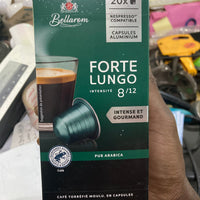 Bellarom
20x
NESPRESSO*
COMPATIBLE
CAPSULES
ALUMINIUM
FORTE
LUNGO
INTENSITÉ 8/12
INTENSE ET
GOURMAND
PUR ARABICA
CAFÉ TORRÉFIÉ MOULU, EN CAPSULES